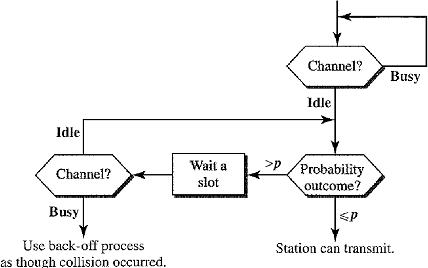 Channel?
Busy
Idle
Idle
Channel?
Wait a
slot
>p
Probability
outcome?
Busy
≤p
Use back-off process
as though collision occurred.
Station can transmit.